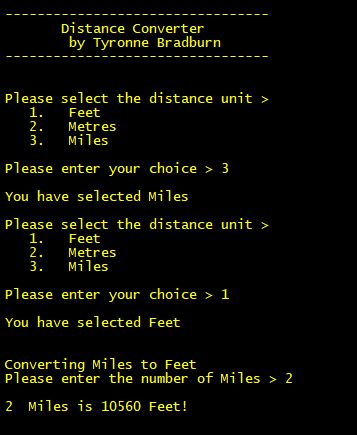 ---------------------------------
Distance Converter
by Tyronne Bradburn
---------------------------------
Please select the distance unit >
1. Feet
2. Metres
3. Miles
Please enter your choice > 3
You have selected Miles
Please select the distance unit >
1. Feet
2. Metres
3. Miles
Please enter your choice > 1
You have selected Feet
Converting Miles to Feet
Please enter the number of Miles > 2
2 Miles is 10560 Feet!